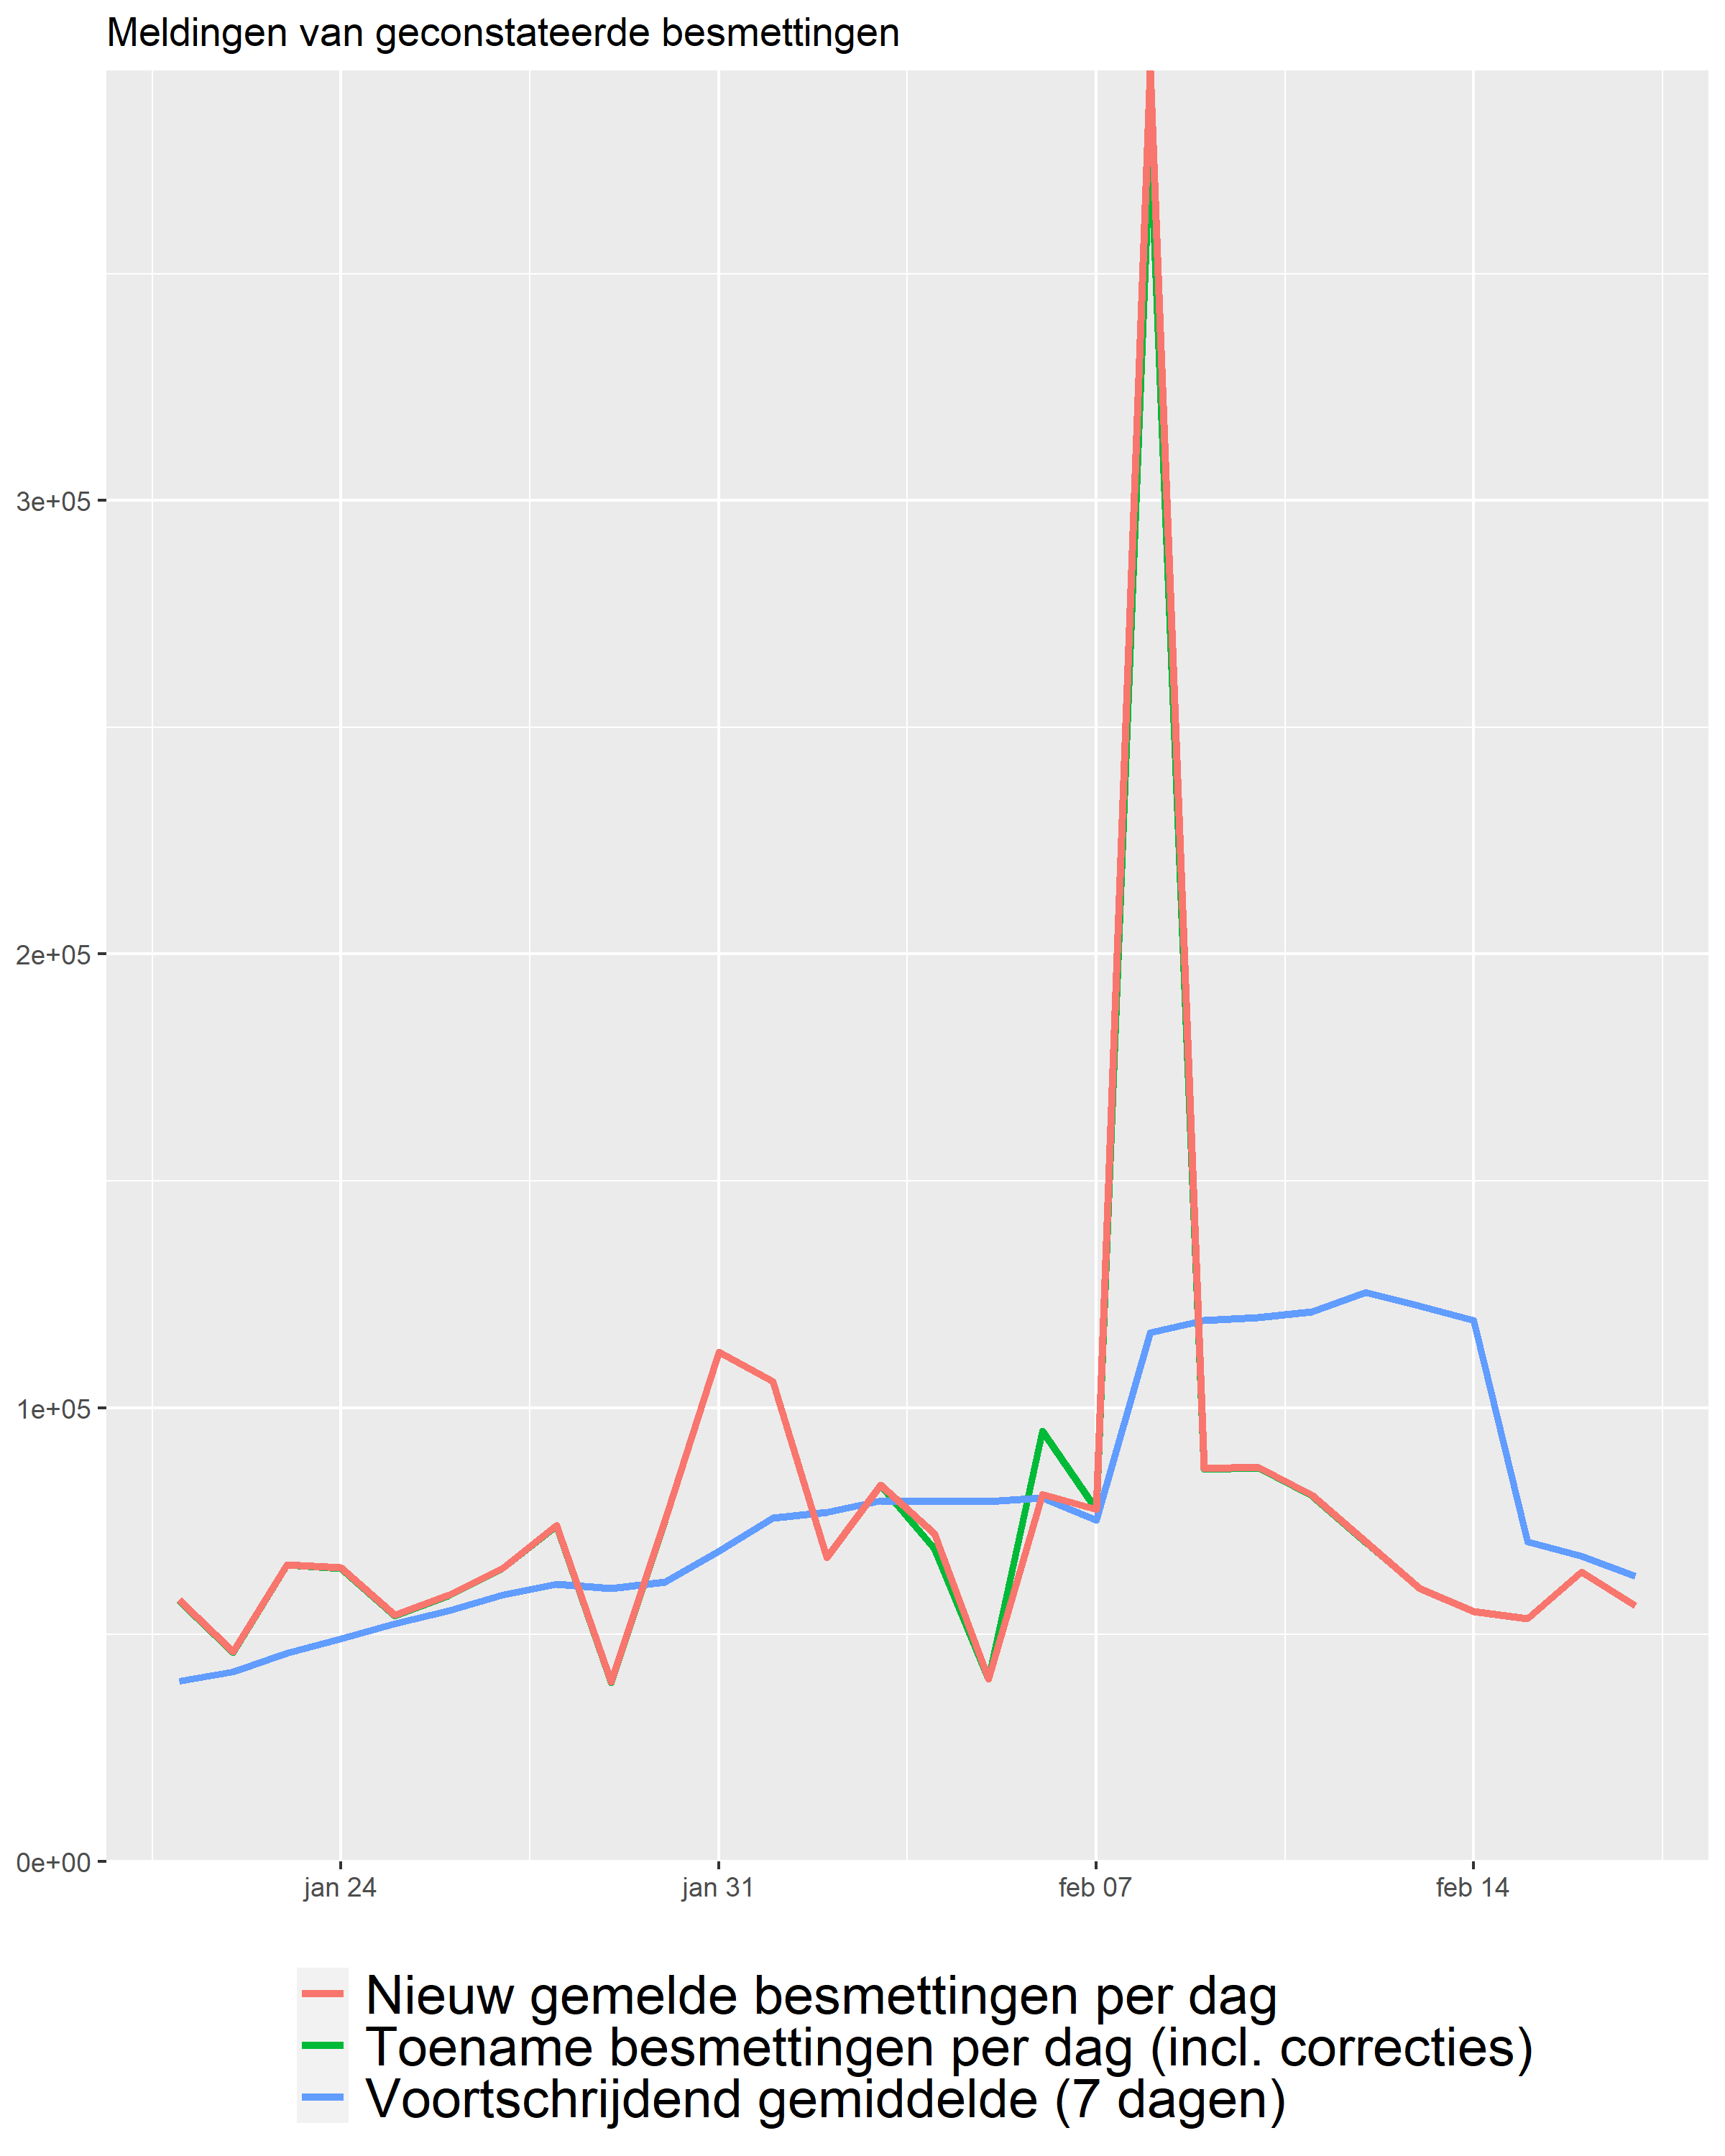 Meldingen van geconstateerde besmettingen
3e+05
2e+05
1e+05
0e+00
jan 24 jan 31 feb 07 feb 14
Nieuw gemelde besmettingen per dag
Toename besmettingen per dag (incl. correcties)
Voortschrijdend gemiddelde (7 dagen)